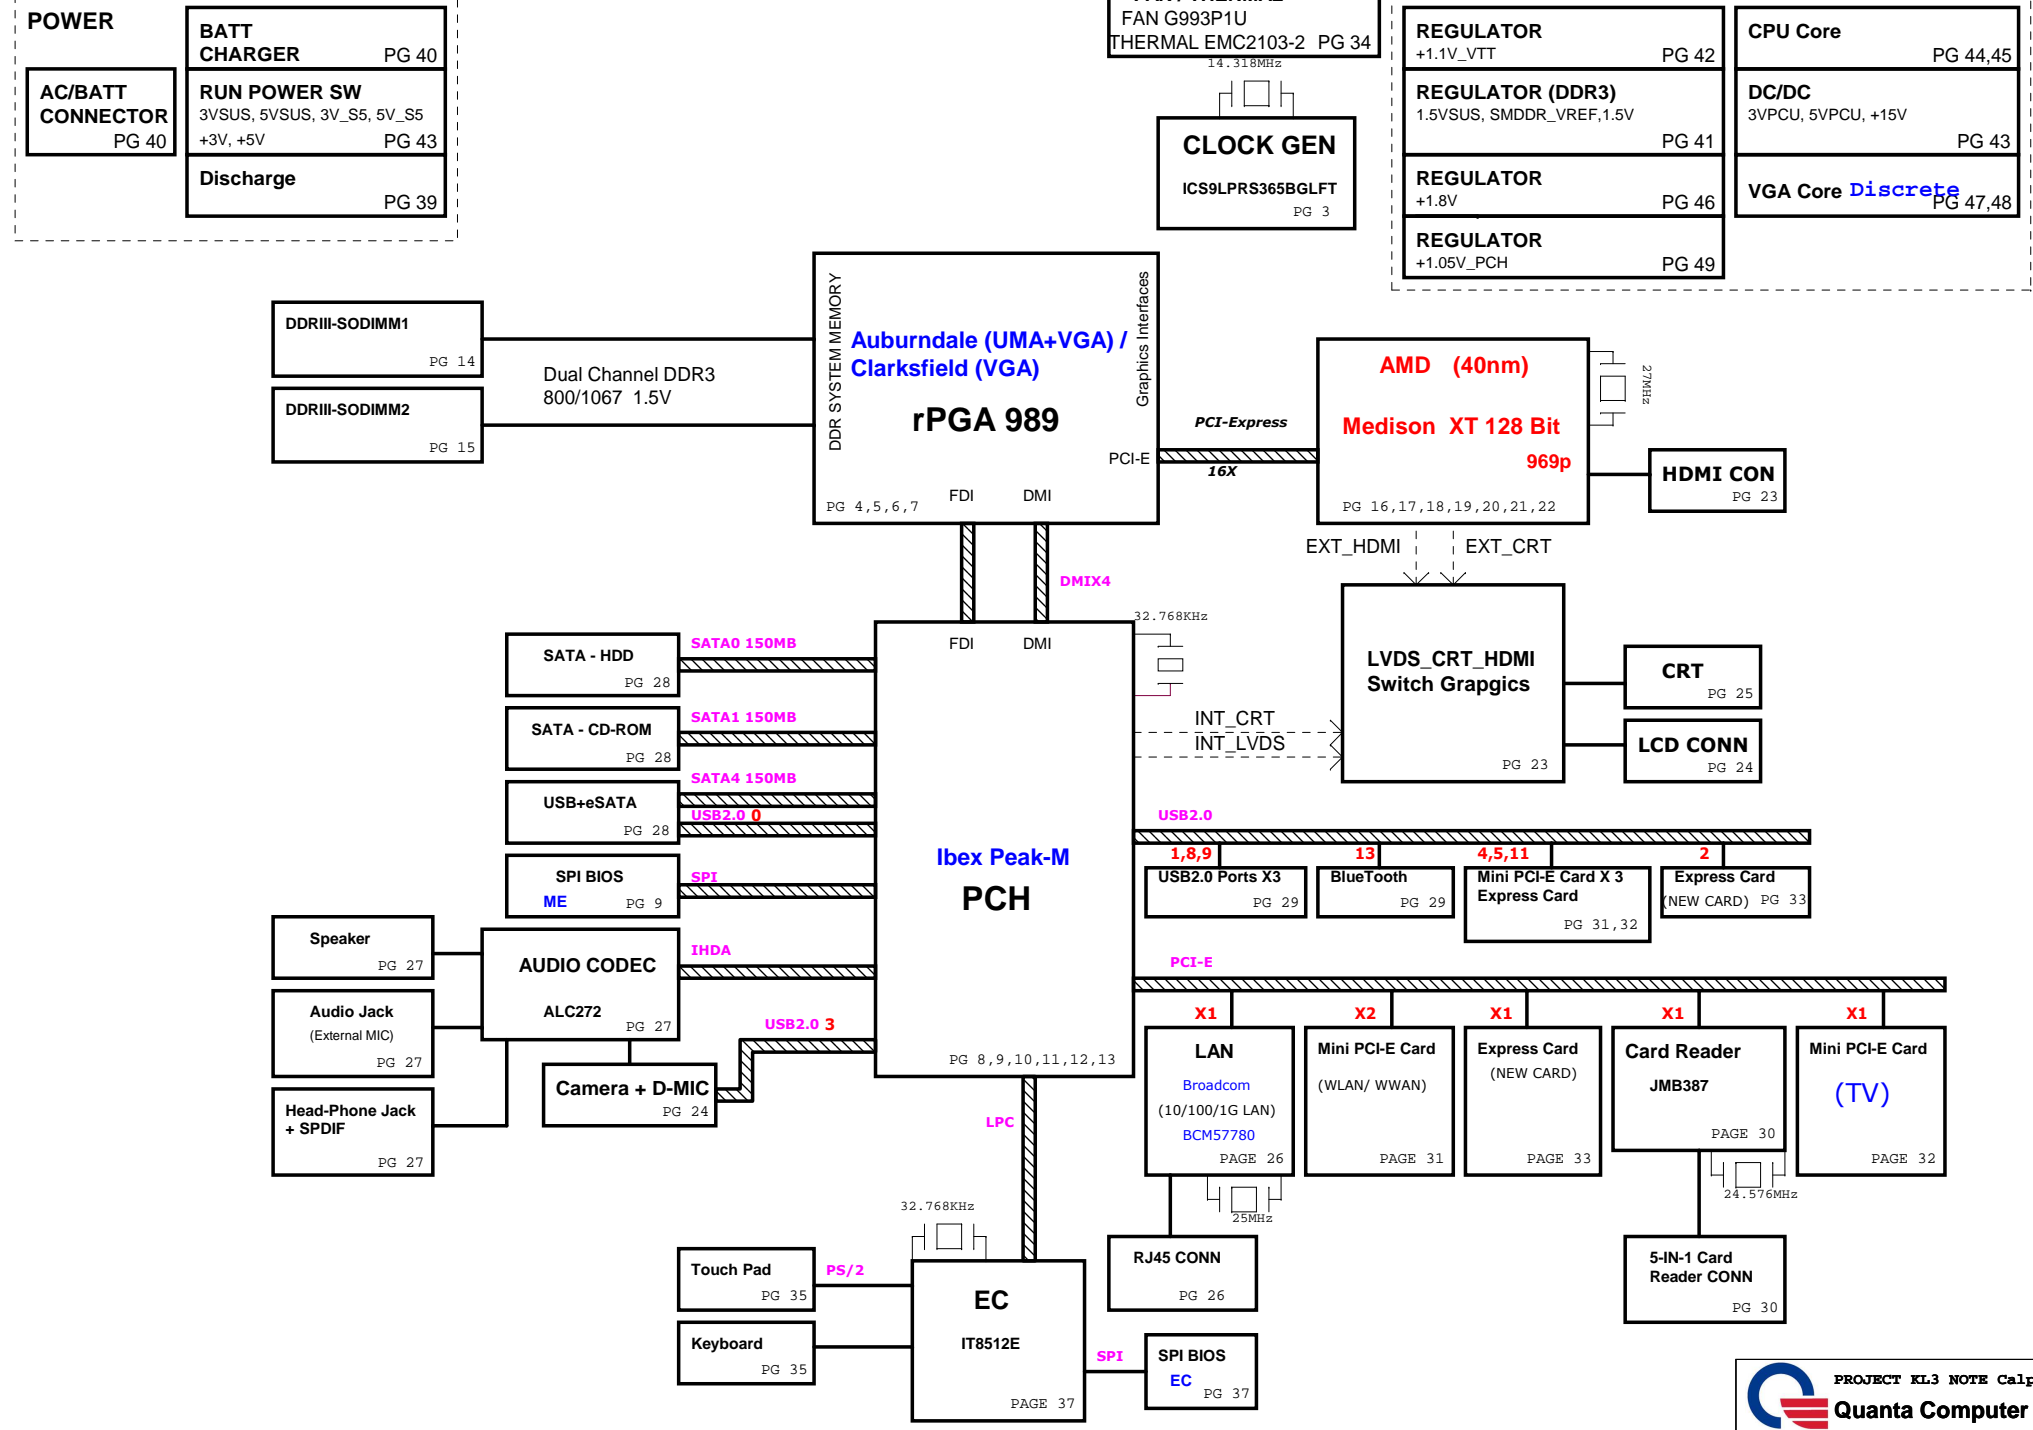 POWER
BATT
CHARGER PG 40
AC/BATT
CONNECTOR
PG 40
RUN POWER SW
3VSUS, 5VSUS, 3V_S5, 5V_S5
+3V, +5V PG 43
Discharge
PG 39
FAN G993P1U
THERMAL EMC2103-2 PG 34
14.318MHz
CLOCK GEN
ICS9LPRS365BGLFT
PG 3
REGULATOR
+1.1V_VTT PG 42
REGULATOR (DDR3)
1.5VSUS, SMDDR_VREF,1.5V
PG 41
REGULATOR
+1.8V PG 46
REGULATOR
+1.05V_PCH PG 49
CPU Core
PG 44,45
DC/DC
3VPCU, 5VPCU, +15V
PG 43
VGA Core Discrete
PG 47,48
DDRIII-SODIMM1
PG 14
DDRIII-SODIMM2
PG 15
Dual Channel DDR3
800/1067 1.5V
DDR SYSTEM MEMORY
Auburndale (UMA+VGA) /
Clarksfield (VGA)
rPGA 989
Graphics Interfaces
PCI-E
FDI DMI
PG 4,5,6,7
PCI-Express
16X
AMD (40nm)
Medison XT 128 Bit
969p
PG 16,17,18,19,20,21,22
27MHz
HDMI CON
PG 23
EXT_HDMI EXT_CRT
DMIX4
32.768KHz
LVDS_CRT_HDMI
Switch Grapgics
PG 23
CRT
PG 25
LCD CONN
PG 24
INT_CRT
INT_LVDS
FDI DMI
Ibex Peak-M
PCH
PG 8,9,10,11,12,13
SATA - HDD
PG 28
SATA0 150MB
SATA - CD-ROM
PG 28
SATA1 150MB
USB+eSATA
PG 28
SATA4 150MB
USB2.0 0
SPI BIOS
ME PG 9
SPI
Speaker
PG 27
Audio Jack
(External MIC)
PG 27
Head-Phone Jack
+ SPDIF
PG 27
AUDIO CODEC
ALC272
PG 27
IHDA
USB2.0 3
Camera + D-MIC
PG 24
USB2.0
1,8,9
USB2.0 Ports X3
PG 29
13
BlueTooth
PG 29
4,5,11
Mini PCI-E Card X 3
Express Card
PG 31,32
2
Express Card
(NEW CARD) PG 33
PCI-E
X1
LAN
Broadcom
(10/100/1G LAN)
BCM57780
PAGE 26
25MHz
X2
Mini PCI-E Card
(WLAN/ WWAN)
PAGE 31
X1
Express Card
(NEW CARD)
PAGE 33
X1
Card Reader
JMB387
PAGE 30
24.576MHz
X1
Mini PCI-E Card
(TV)
PAGE 32
RJ45 CONN
PG 26
5-IN-1 Card
Reader CONN
PG 30
LPC
32.768KHz
Touch Pad
PG 35
PS/2
Keyboard
PG 35
EC
IT8512E
PAGE 37
SPI
SPI BIOS
EC PG 37
PROJECT KL3 NOTE Calp
Quanta Computer